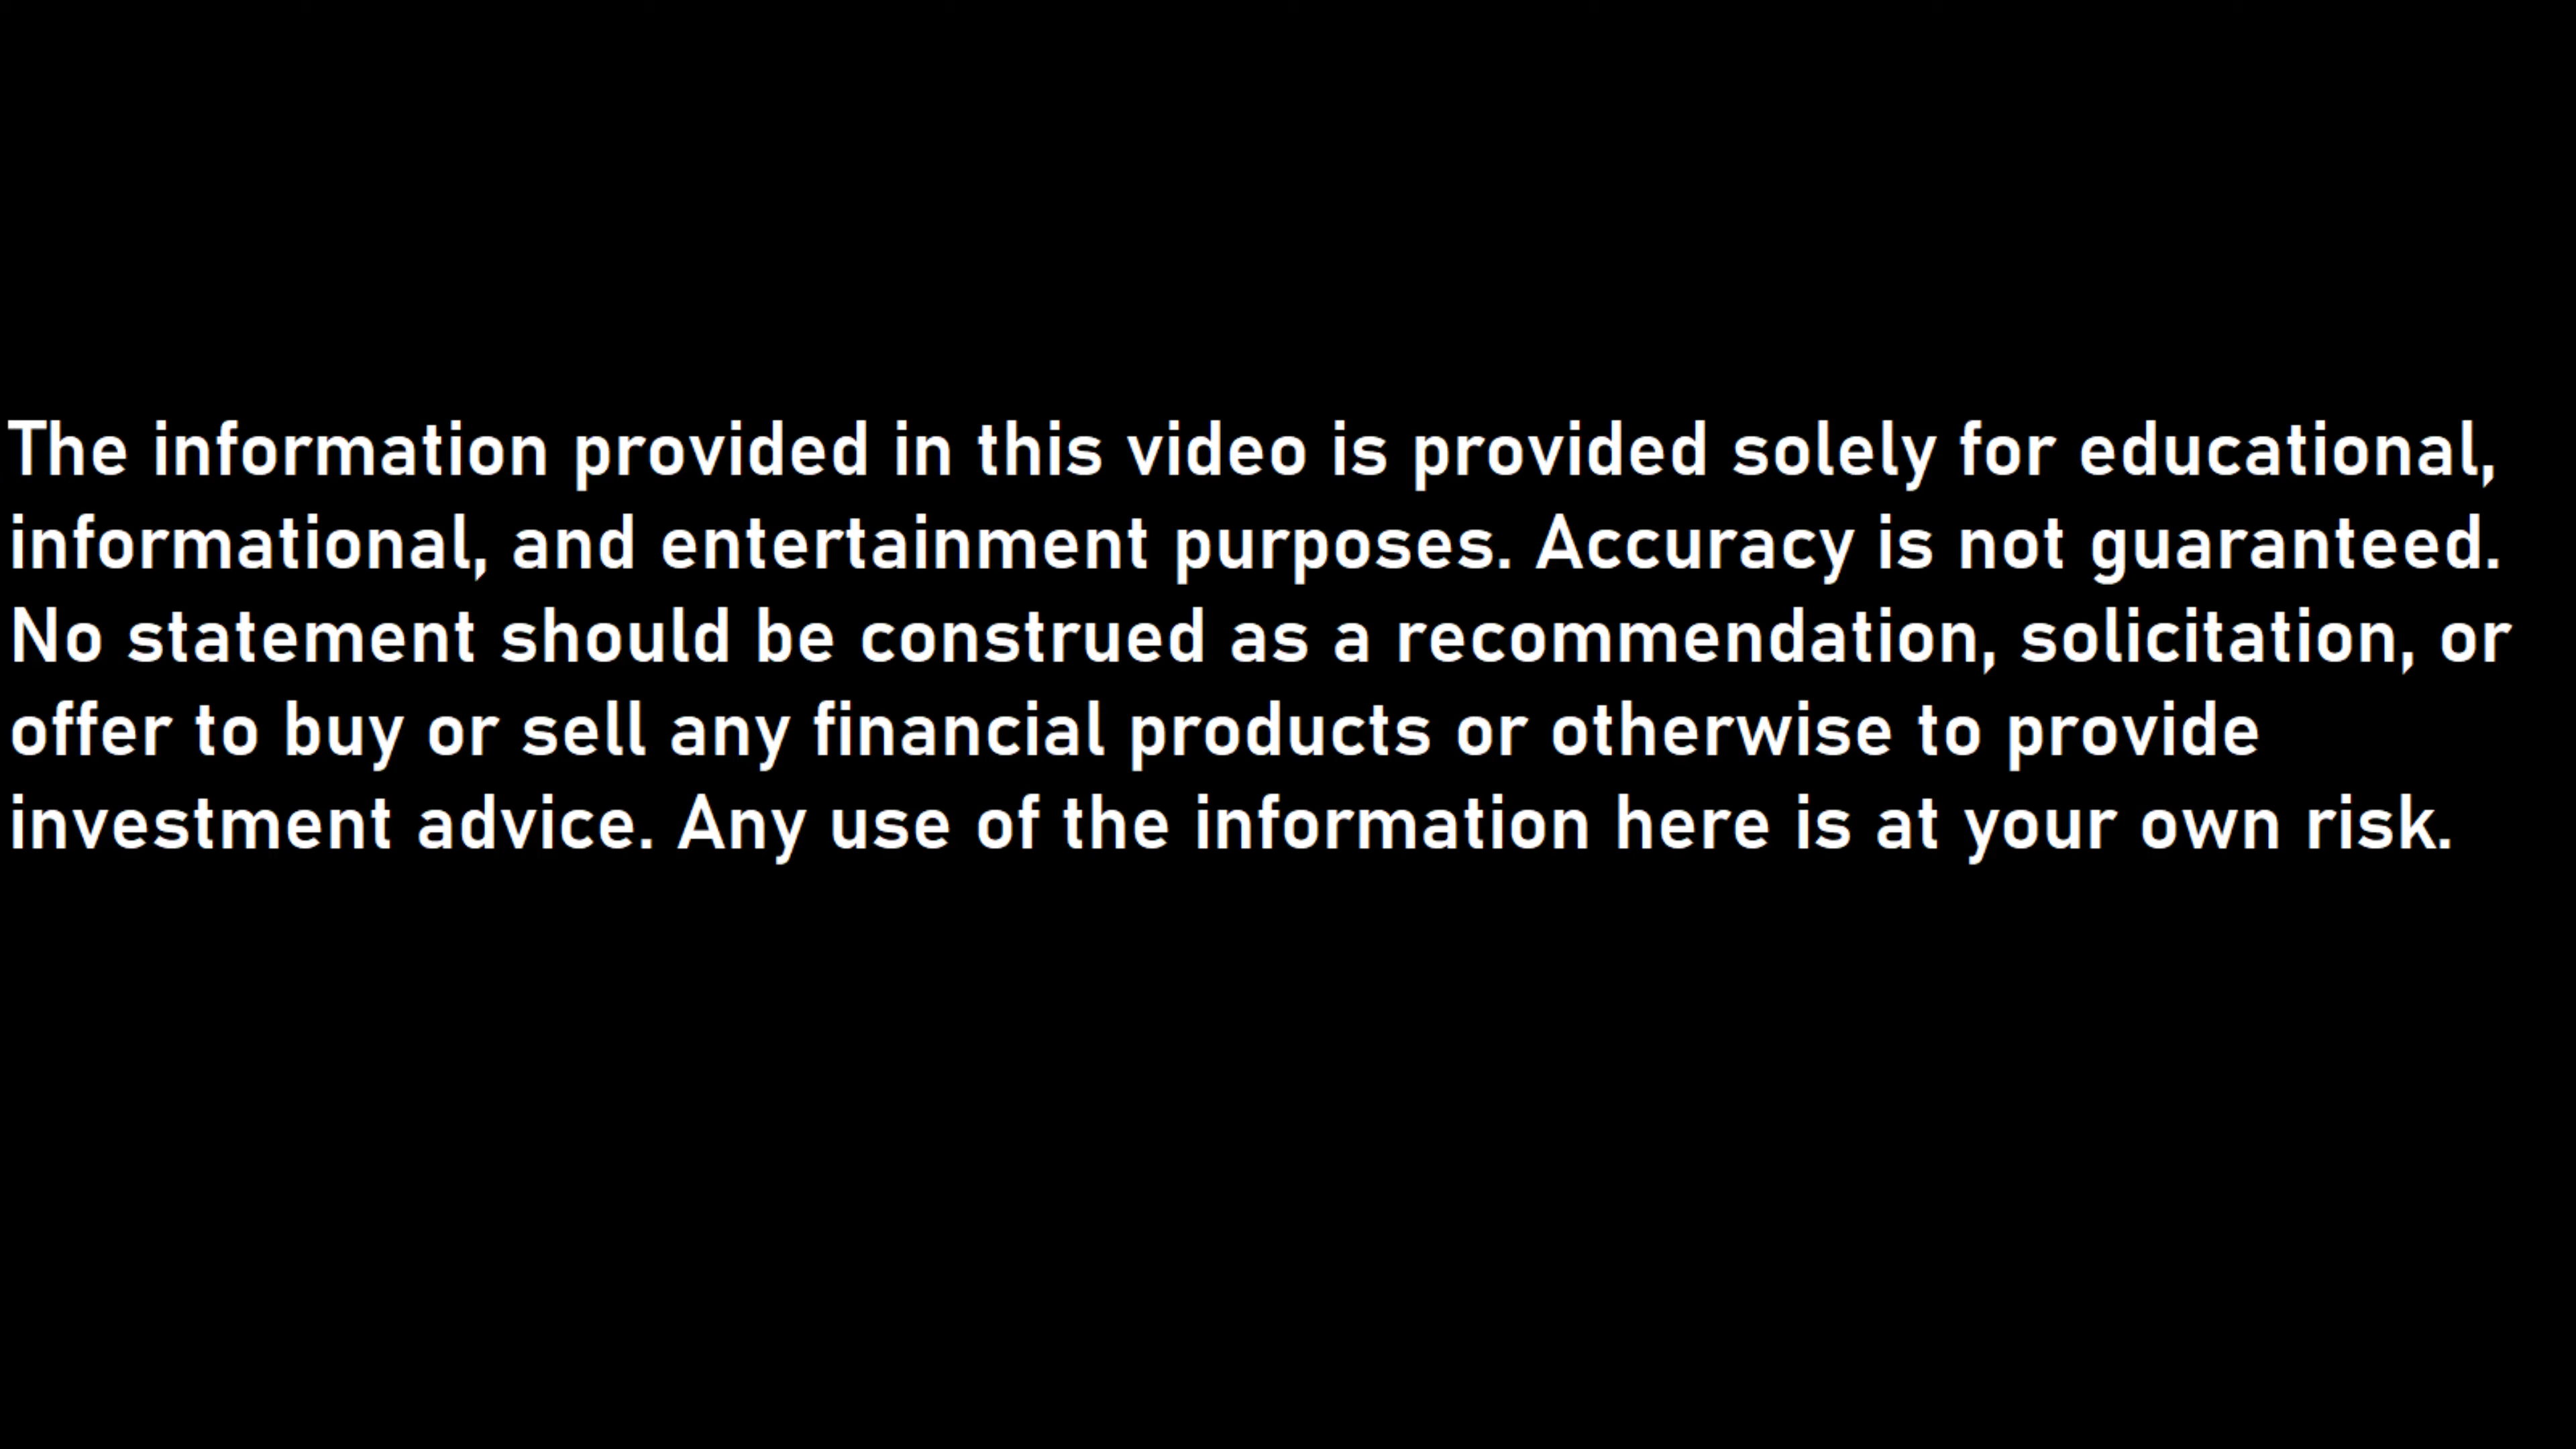 The information provided in this video is provided solely for educational,
informational, and entertainment purposes. Accuracy is not guaranteed.
No statement should be construed as a recommendation, solicitation, or
offer to buy or sell any financial products or otherwise to provide
investment advice. Any use of the information here is at your own risk.